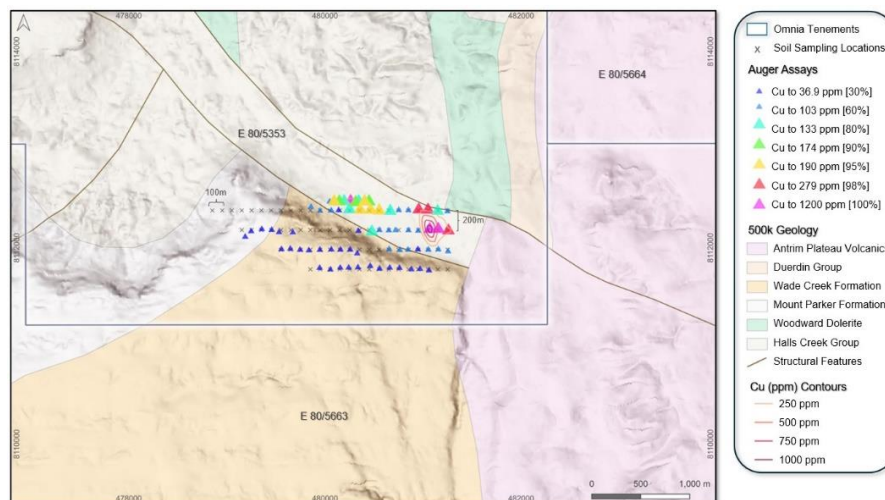 478000
480000
482000
8114000
8114000
E 80/5664
E 80/5353
100m
200m
8112000
8112000
E 80/5663
8110000
8110000
0 500 1,000 m
478000
480000
482000
Omnia Tenements
Soil Sampling Locations
Auger Assays
Cu to 36.9 ppm [30%]
Cu to 103 ppm [60%]
Cu to 133 ppm [80%]
Cu to 174 ppm [90%]
Cu to 190 ppm [95%]
Cu to 279 ppm [98%]
Cu to 1200 ppm [100%]
500k Geology
Antrim Plateau Volcanic
Duerdin Group
Wade Creek Formation
Mount Parker Formation
Woodward Dolerite
Halls Creek Group
Structural Features
Cu (ppm) Contours
250 ppm
500 ppm
750 ppm
1000 ppm